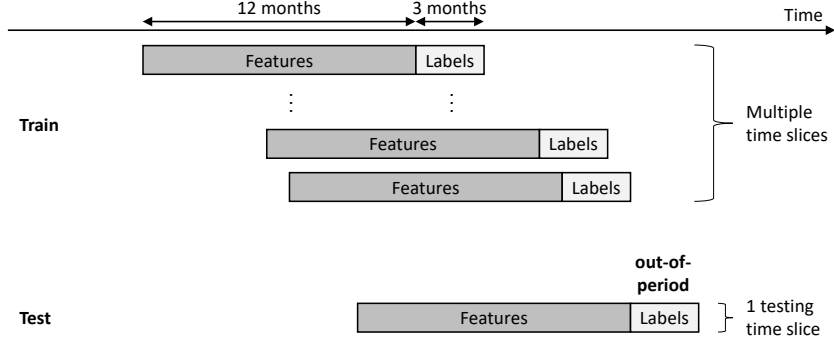 12 months
3 months
Time
Features
Labels
Train
Features
Labels
Multiple
time slices
Features
Labels
out-of-
period
Test
Features
Labels
1 testing
time slice